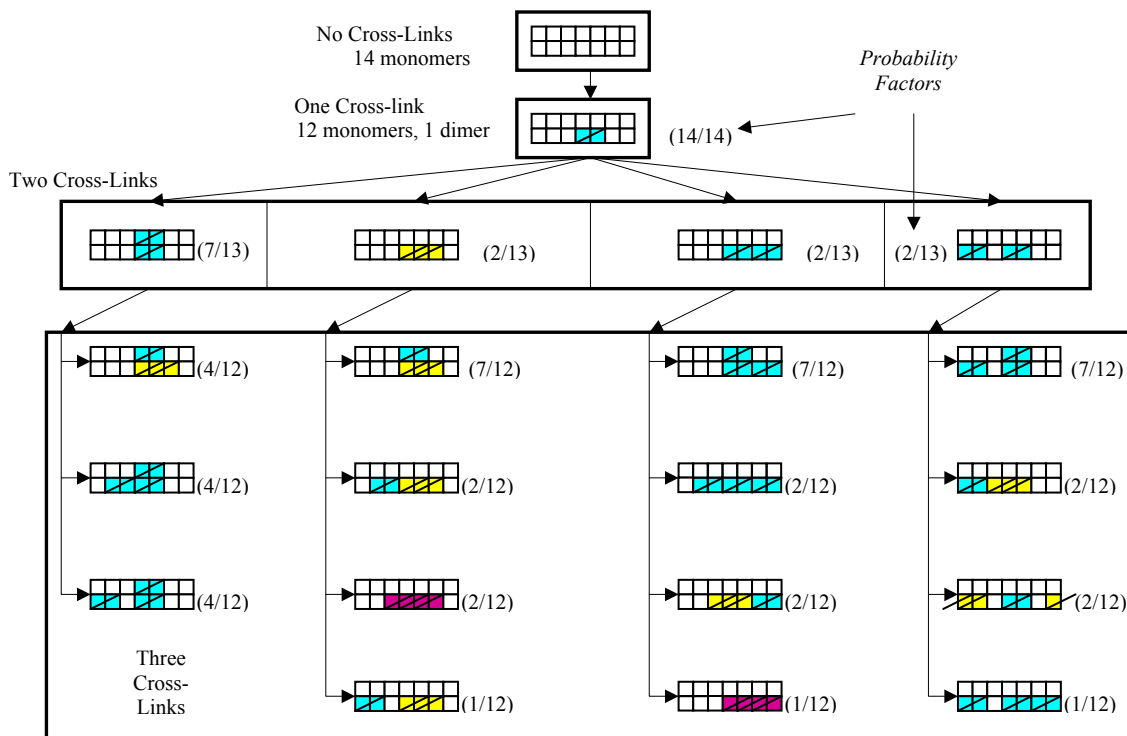 No Cross-Links
14 monomers
Probability
Factors
One Cross-link
12 monomers, 1 dimer
(14/14)
Two Cross-Links
(7/13)
(2/13)
(2/13)
(2/13)
(4/12)
(7/12)
(7/12)
(7/12)
(4/12)
(2/12)
(2/12)
(2/12)
(4/12)
(2/12)
(2/12)
(2/12)
Three
Cross-
Links
(1/12)
(1/12)
(1/12)